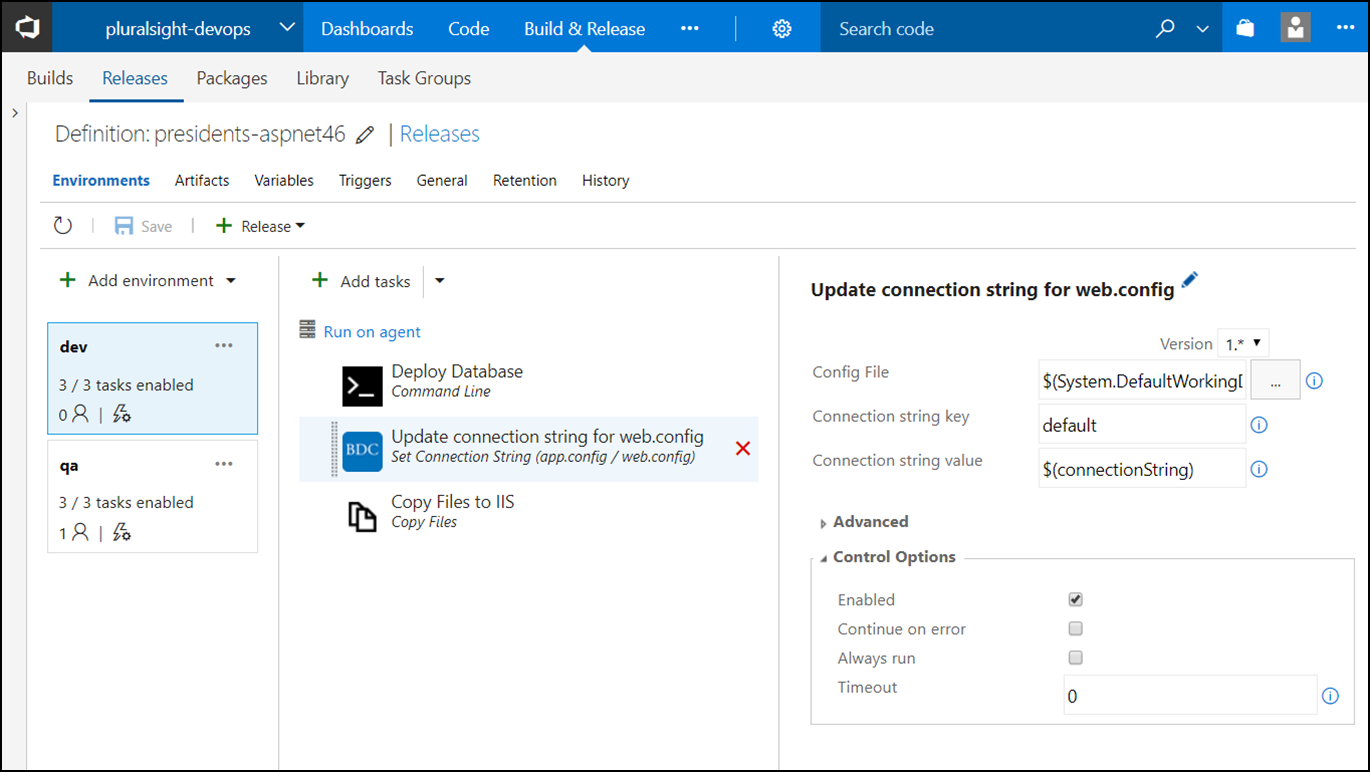 pluralsight-devops Dashboards Code Build & Release ... Search code ...
Builds Releases Packages Library Task Groups
Definition: presidents-aspnet46 | Releases
Environments Artifacts Variables Triggers General Retention History
Save Release
Add environment
dev ...
3 / 3 tasks enabled
0 |
qa ...
3 / 3 tasks enabled
1 |
Add tasks
Run on agent
Deploy Database
Command Line
BDC
Update connection string for web.config
Set Connection String (app.config / web.config)
Copy Files to IIS
Copy Files
Update connection string for web.config
Version 1.*
Config File $(System.DefaultWorking ...
Connection string key default
Connection string value $(connectionString)
Advanced
Control Options
Enabled
Continue on error
Always run
Timeout 0